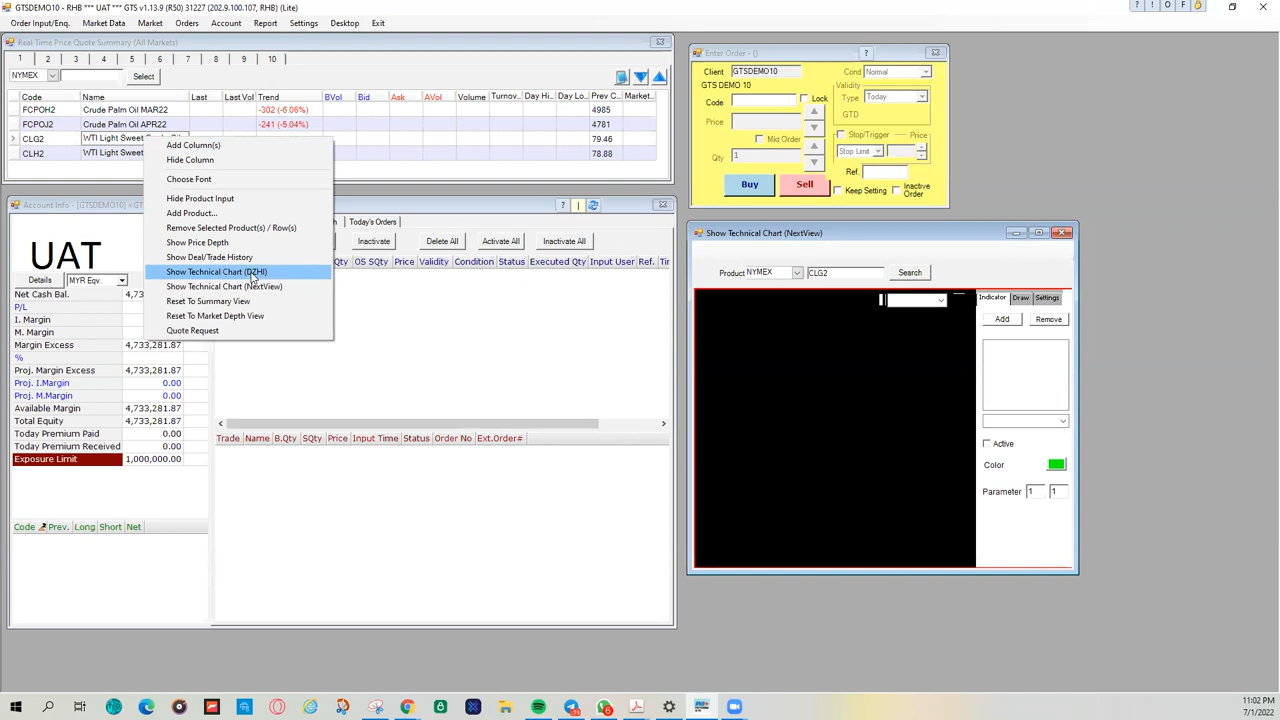 GTSDEMO10 - RHB *** UAT *** GTS v1.13.9 (R50) 31227 (202.9.100.107, RHB) (Lite)
Order Input/Enq. Market Data Market Orders Account Report Settings Desktop Exit
Real Time Price Quote Summary (All Markets)
1 2 3 4 5 6 7 8 9 10
NYMEX Select
Code Name Last Last Vol Trend BVol Bid Ask AVol Volume Turnov... Day Hi... Day Lo... Prev C... Market...
FCPOH2 Crude Palm Oil MAR22 -302 (-6.06%) 4985
FCPOJ2 Crude Palm Oil APR22 -241 (-5.04%) 4781
CLG2 WTI Light Sweet Crude Oil 79.46
CLH2 WTI Light Sweet 78.88
Add Column(s)
Hide Column
Choose Font
Hide Product Input
Add Product...
Remove Selected Product(s) / Row(s)
Show Price Depth
Show Deal/Trade History
Show Technical Chart (DZHI)
Show Technical Chart (NextView)
Reset To Summary View
Reset To Market Depth View
Quote Request
Account Info - [GTSDEMO10] <G
UAT
Details MYR Eqv.
Net Cash Bal.
P/L
I. Margin
M. Margin
Margin Excess 4,733,281.87
%
Proj. Margin Excess 4,733,281.87
Proj. I.Margin 0.00
Proj. M.Margin 0.00
Available Margin 4,733,281.87
Total Equity 4,733,281.87
Today Premium Paid 0.00
Today Premium Received 0.00
Exposure Limit 1,000,000.00
Code Prev. Long Short Net
Today's Orders
Inactivate Delete All Activate All Inactivate All
OS SQty Price Validity Condition Status Executed Qty Input User Ref. Ti
Trade Name B.Qty SQty Price Input Time Status Order No Ext.Order#
Enter Order - ()
Client GTSDEMO10 Cond Normal
GTS DEMO 10 Validity
Code Lock Type Today
Price GTD
Mkt Order Stop/Trigger Price
Qty 1 Stop Limit
Ref.
Buy Sell Keep Setting Inactive Order
Show Technical Chart (NextView)
Product NYMEX CLG2 Search
Indicator Draw Settings
Add Remove
Active
Color
Parameter 1 1
11:02 PM
7/1/2022